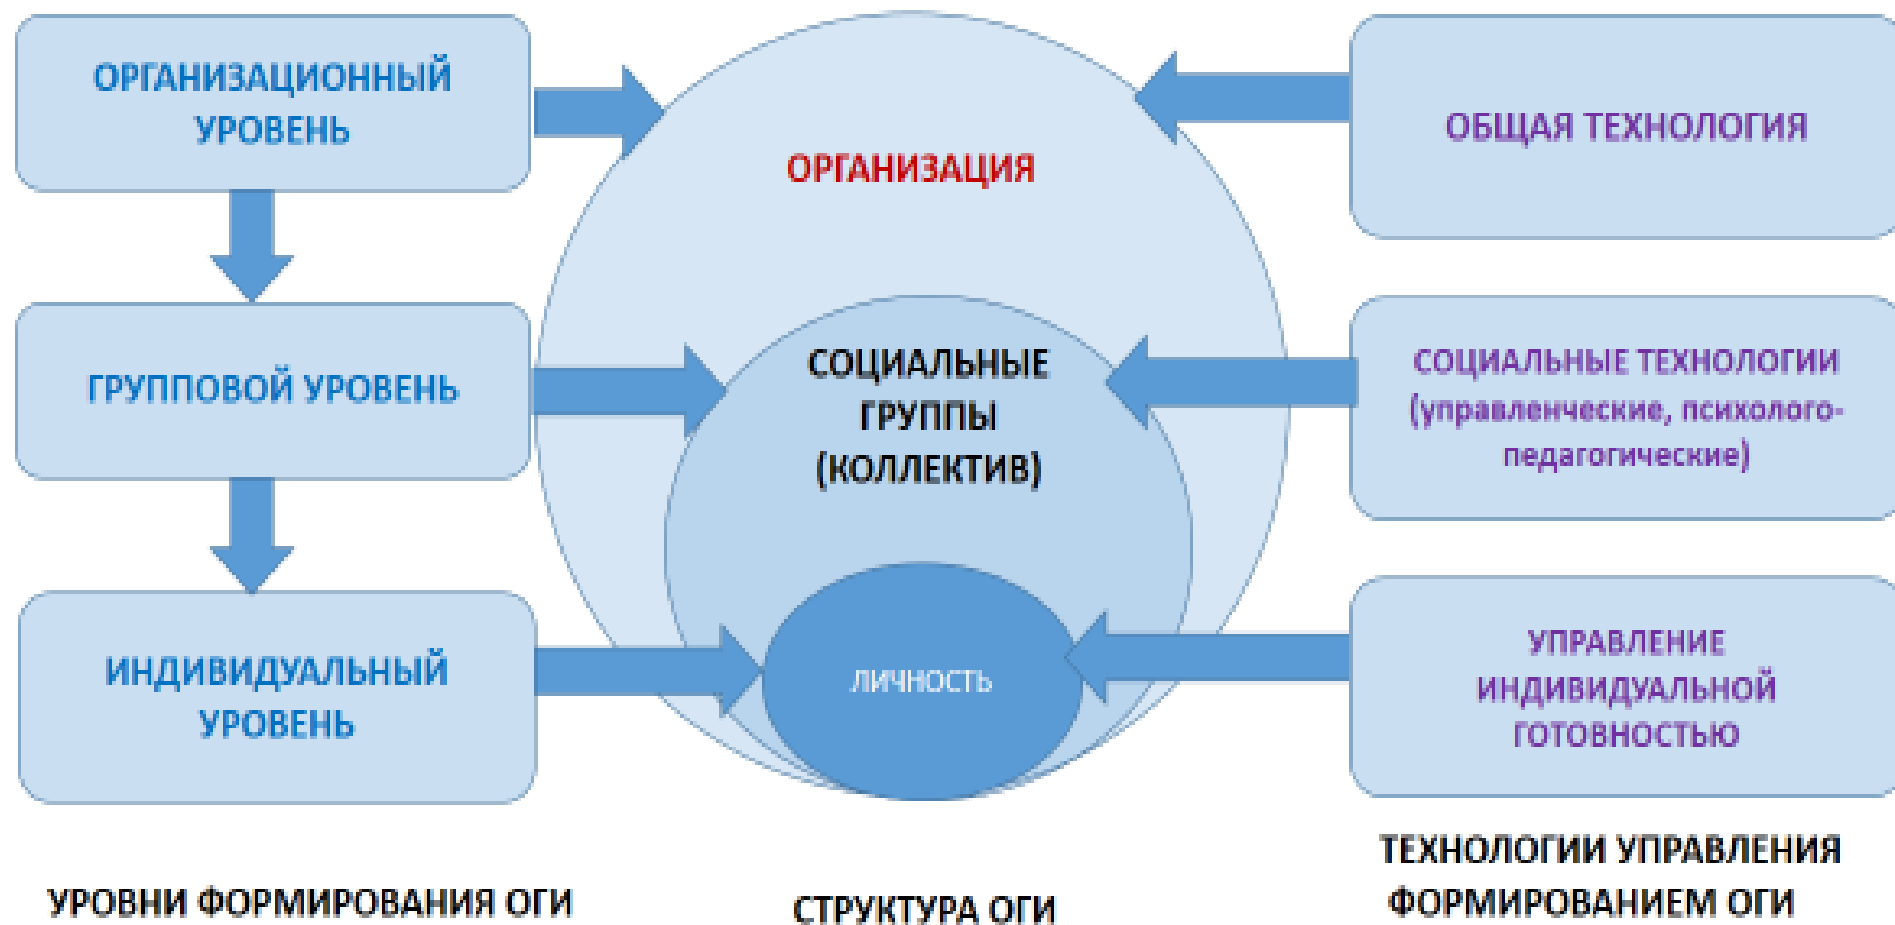 ОРГАНИЗАЦИОННЫЙ
УРОВЕНЬ
ГРУППОВОЙ УРОВЕНЬ
ИНДИВИДУАЛЬНЫЙ
УРОВЕНЬ
УРОВНИ ФОРМИРОВАНИЯ ОГИ
ОРГАНИЗАЦИЯ
СОЦИАЛЬНЫЕ
ГРУППЫ
(КОЛЛЕКТИВ)
ЛИЧНОСТЬ
СТРУКТУРА ОГИ
ОБЩАЯ ТЕХНОЛОГИЯ
СОЦИАЛЬНЫЕ ТЕХНОЛОГИИ
(управленческие, психолого-
педагогические)
УПРАВЛЕНИЕ
ИНДИВИДУАЛЬНОЙ
ГОТОВНОСТЬЮ
ТЕХНОЛОГИИ УПРАВЛЕНИЯ
ФОРМИРОВАНИЕМ ОГИ